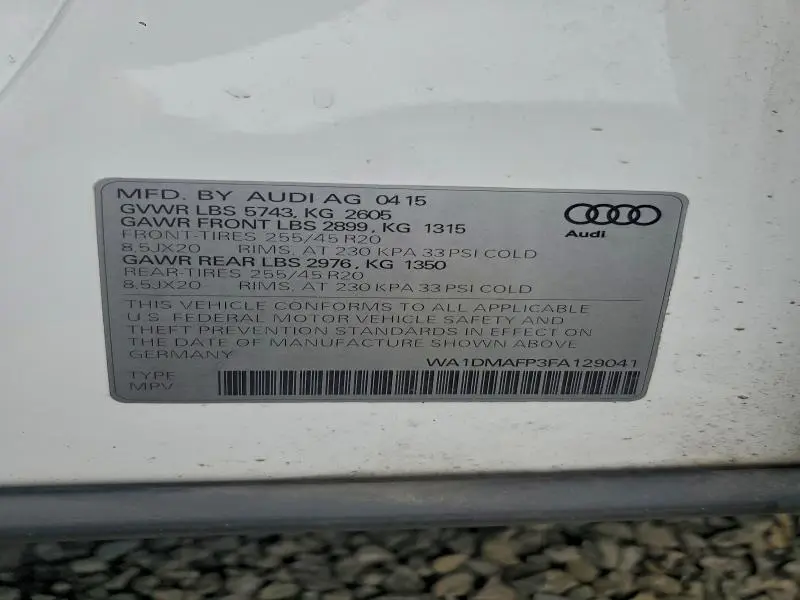 MFD. BY AUDI AG 04 15
GVWR LBS 5743, KG 2605
GAWR FRONT LBS 2899, KG 1315
FRONT-TIRES 255/45 R20
8,5JX20 RIMS, AT 230 KPA 33 PSI COLD
GAWR REAR LBS 2976, KG 1350
REAR-TIRES 255/45 R20
8,5JX20 RIMS, AT 230 KPA 33 PSI COLD
Audi
THIS VEHICLE CONFORMS TO ALL APPLICABLE
U.S. FEDERAL MOTOR VEHICLE SAFETY AND
THEFT PREVENTION STANDARDS IN EFFECT ON
THE DATE OF MANUFACTURE SHOWN ABOVE
GERMANY
WA1DMAFP3FA129041
TYPE
MPV